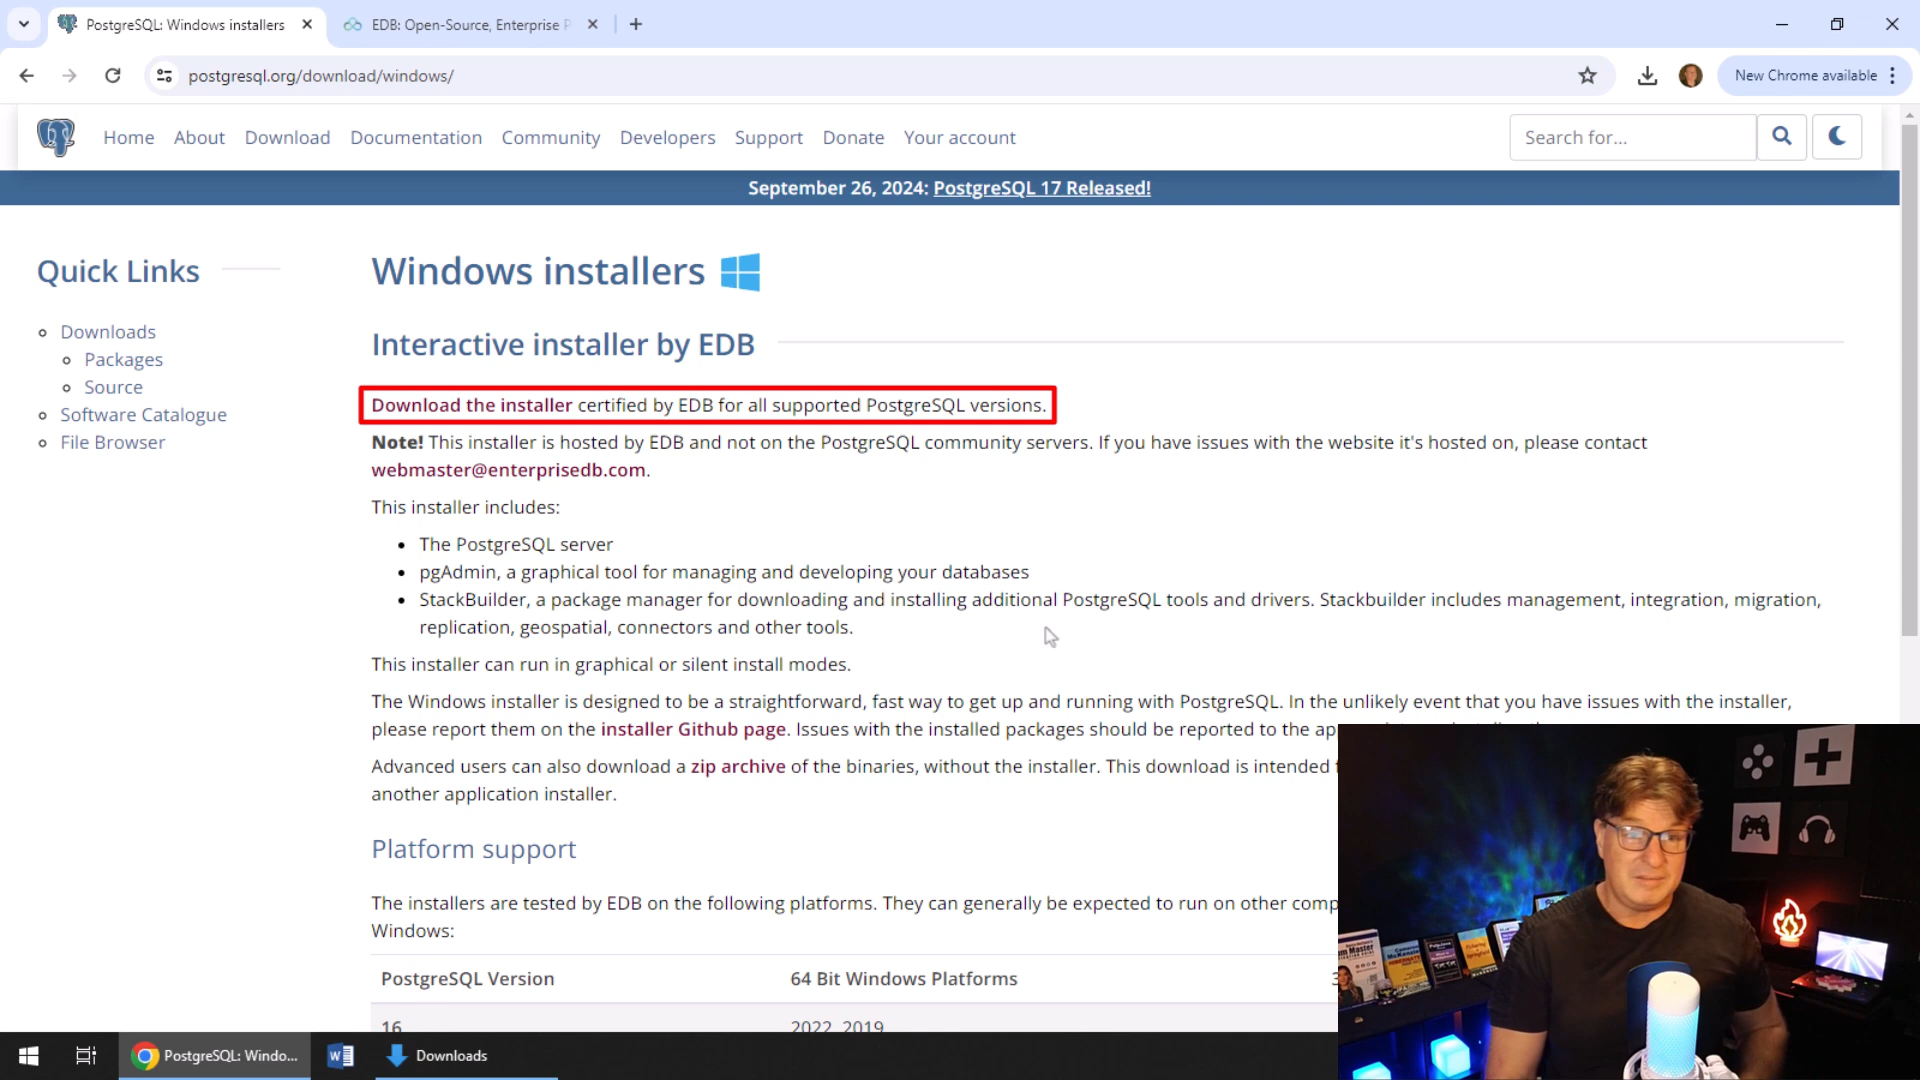 PostgreSQL: Windows installers
EDB: Open-Source, Enterprise P
postgresql.org/download/windows/
New Chrome available
Home About Download Documentation Community Developers Support Donate Your account
Search for...
September 26, 2024: PostgreSQL 17 Released!
Quick Links
Downloads
Packages
Source
Software Catalogue
File Browser
Windows installers
Interactive installer by EDB
Download the installer certified by EDB for all supported PostgreSQL versions.
Note! This installer is hosted by EDB and not on the PostgreSQL community servers. If you have issues with the website it's hosted on, please contact
webmaster@enterprisedb.com.
This installer includes:
The PostgreSQL server
pgAdmin, a graphical tool for managing and developing your databases
StackBuilder, a package manager for downloading and installing additional PostgreSQL tools and drivers. Stackbuilder includes management, integration, migration,
replication, geospatial, connectors and other tools.
This installer can run in graphical or silent install modes.
The Windows installer is designed to be a straightforward, fast way to get up and running with PostgreSQL. In the unlikely event that you have issues with the installer,
please report them on the installer Github page. Issues with the installed packages should be reported to the ap
Advanced users can also download a zip archive of the binaries, without the installer. This download is intended
another application installer.
Platform support
The installers are tested by EDB on the following platforms. They can generally be expected to run on other comp
Windows:
PostgreSQL Version 64 Bit Windows Platforms
16 2022, 2019
PostgreSQL: Windo...
Downloads